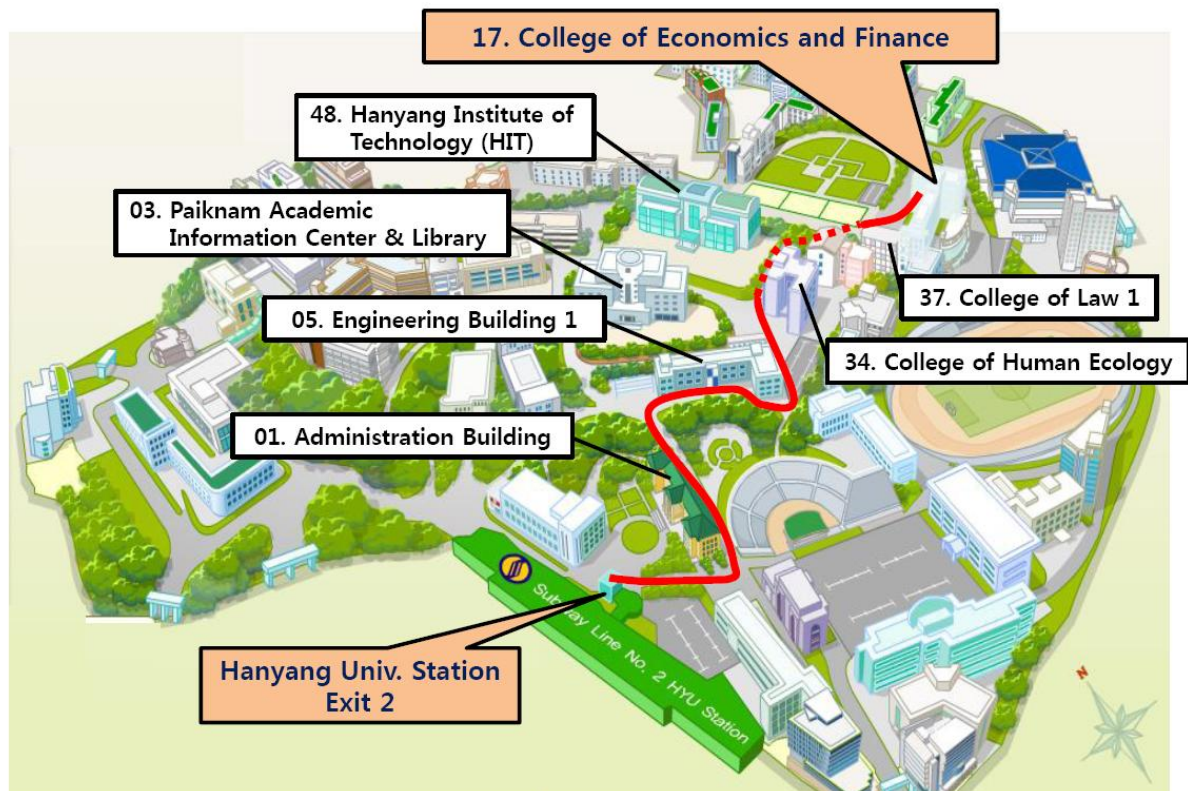 17. College of Economics and Finance
48. Hanyang Institute of
Technology (HIT)
03. Paiknam Academic
Information Center & Library
37. College of Law 1
05. Engineering Building 1
34. College of Human Ecology
01. Administration Building
Subway Line No. 2 HYU Station
Hanyang Univ. Station
Exit 2
N